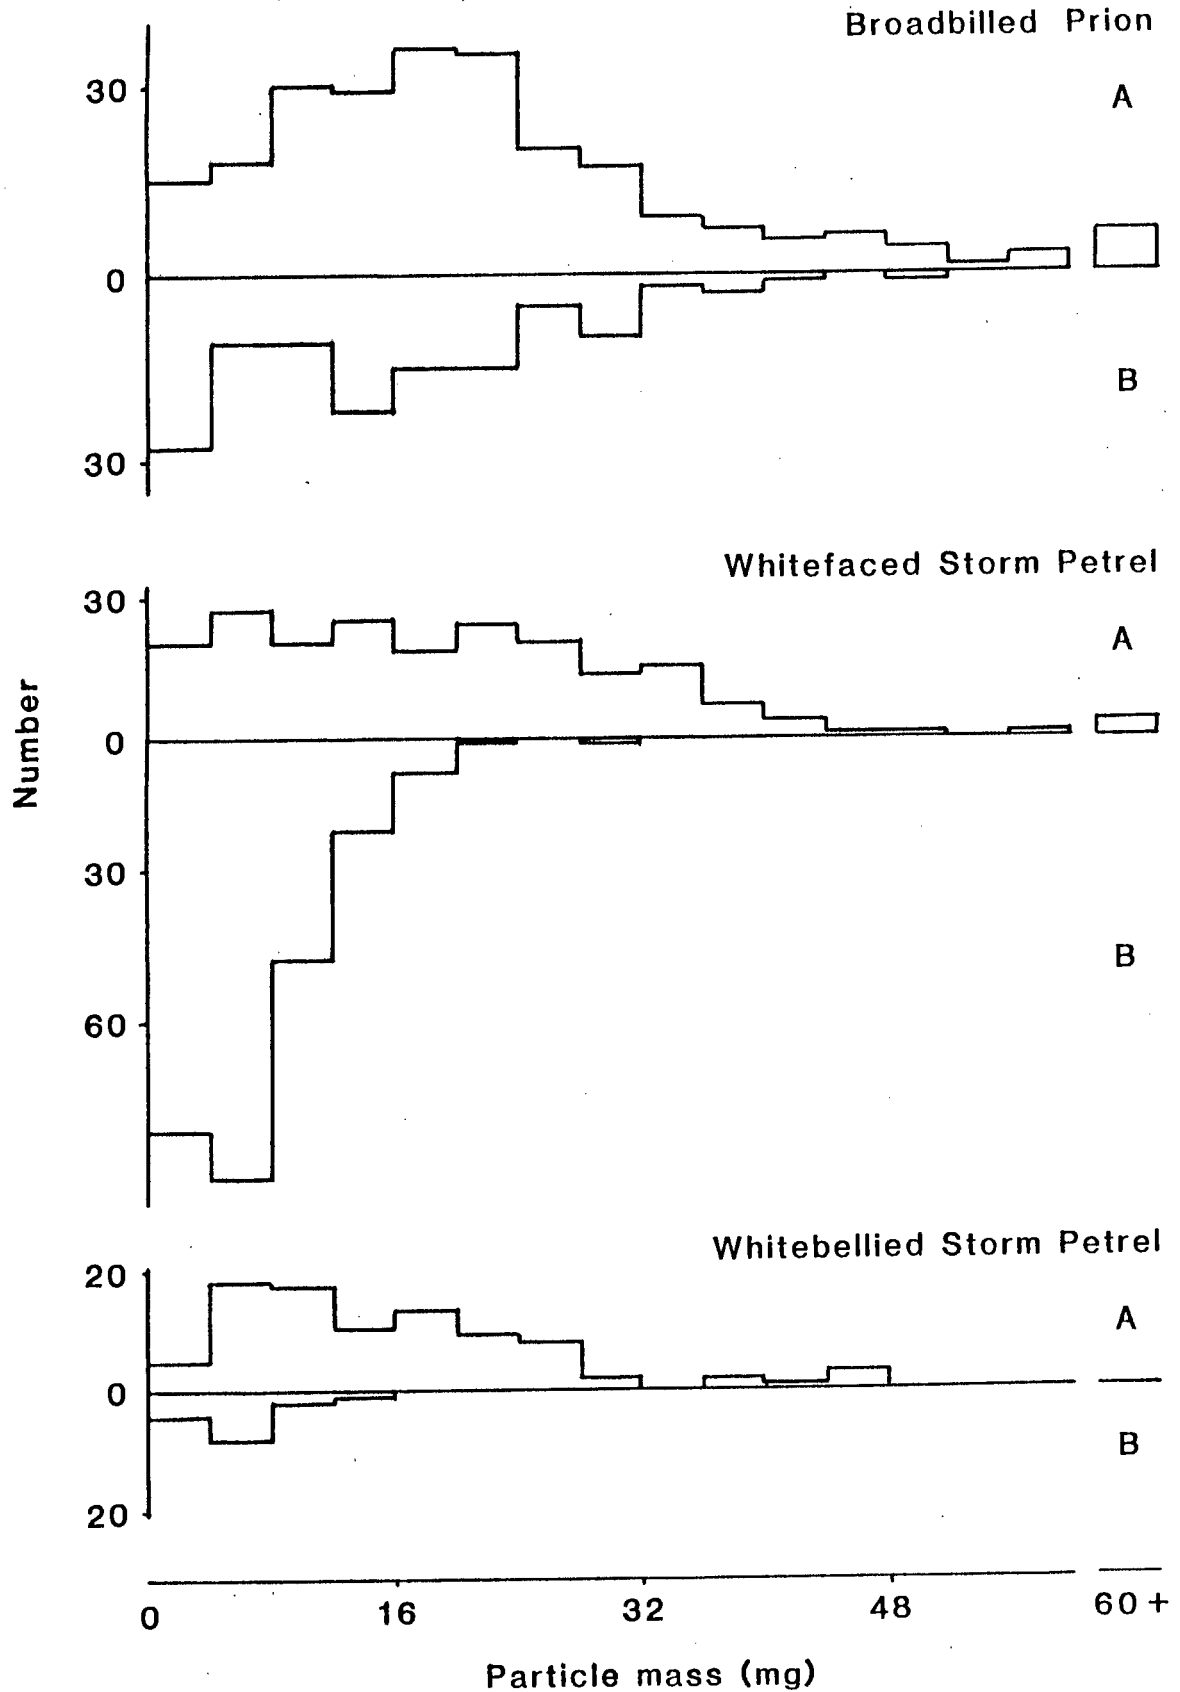 Broadbilled Prion
30
A
0
B
30
Whitefaced Storm Petrel
30
A
0
Number
30
B
60
Whitebellied Storm Petrel
20
A
0
B
20
0 16 32 48 60+
Particle mass (mg)